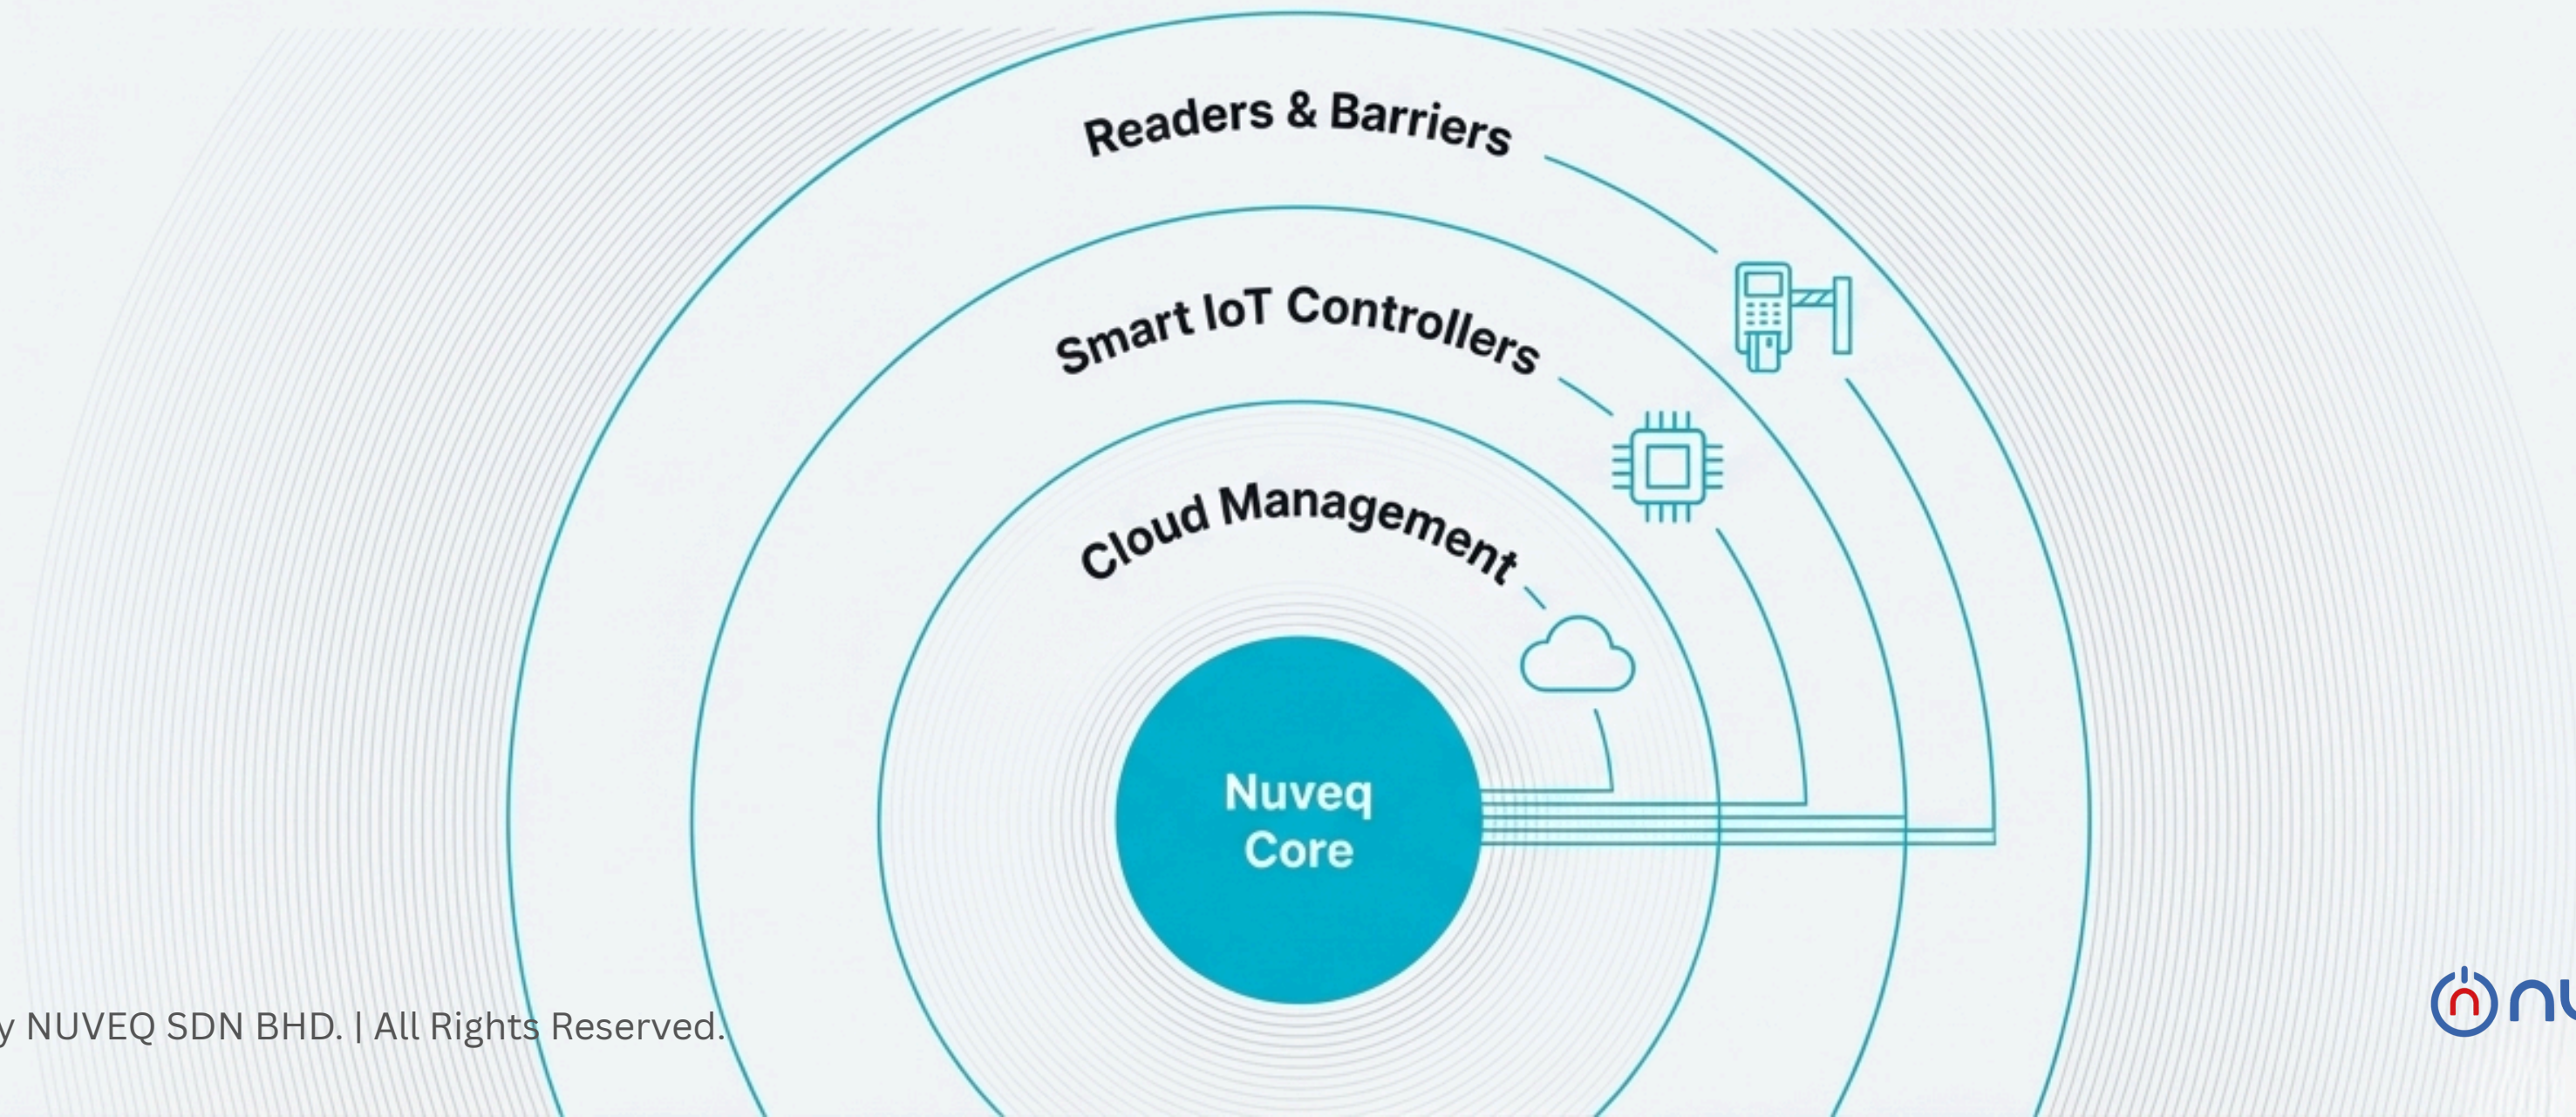 Readers & Barriers
Smart IoT Controllers
Cloud Management
Nuveq
Core
y NUVEQ SDN BHD. | All Rights Reserved.